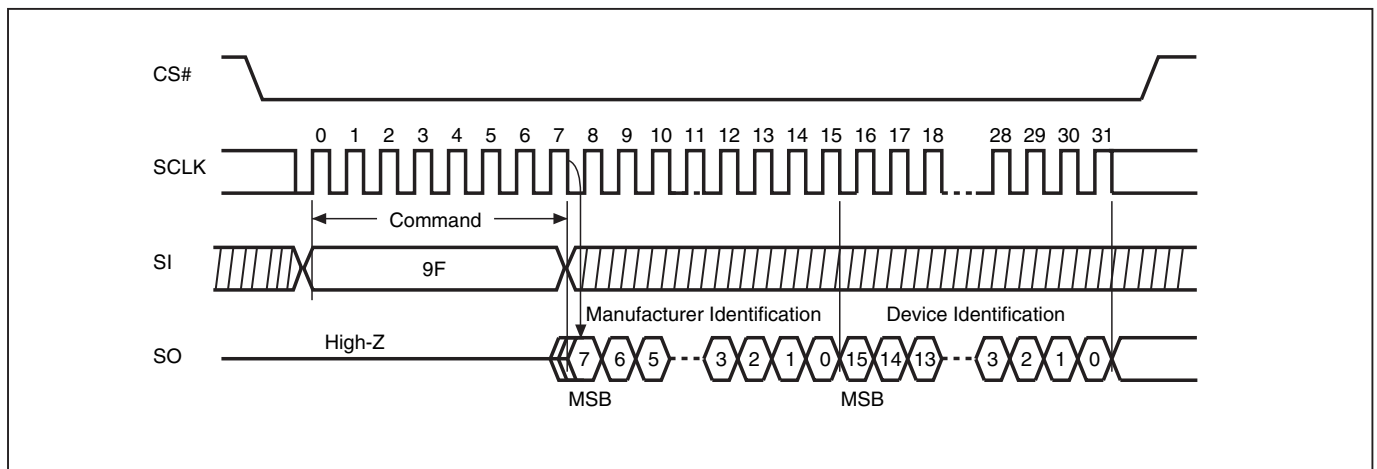 CS#
0 1 2 3 4 5 6 7 8 9 10 11 12 13 14 15 16 17 18 28 29 30 31
SCLK
Command
SI
9F
Manufacturer Identification Device Identification
High-Z
SO
7 6 5 3 2 1 0 15 14 13 3 2 1 0
MSB MSB